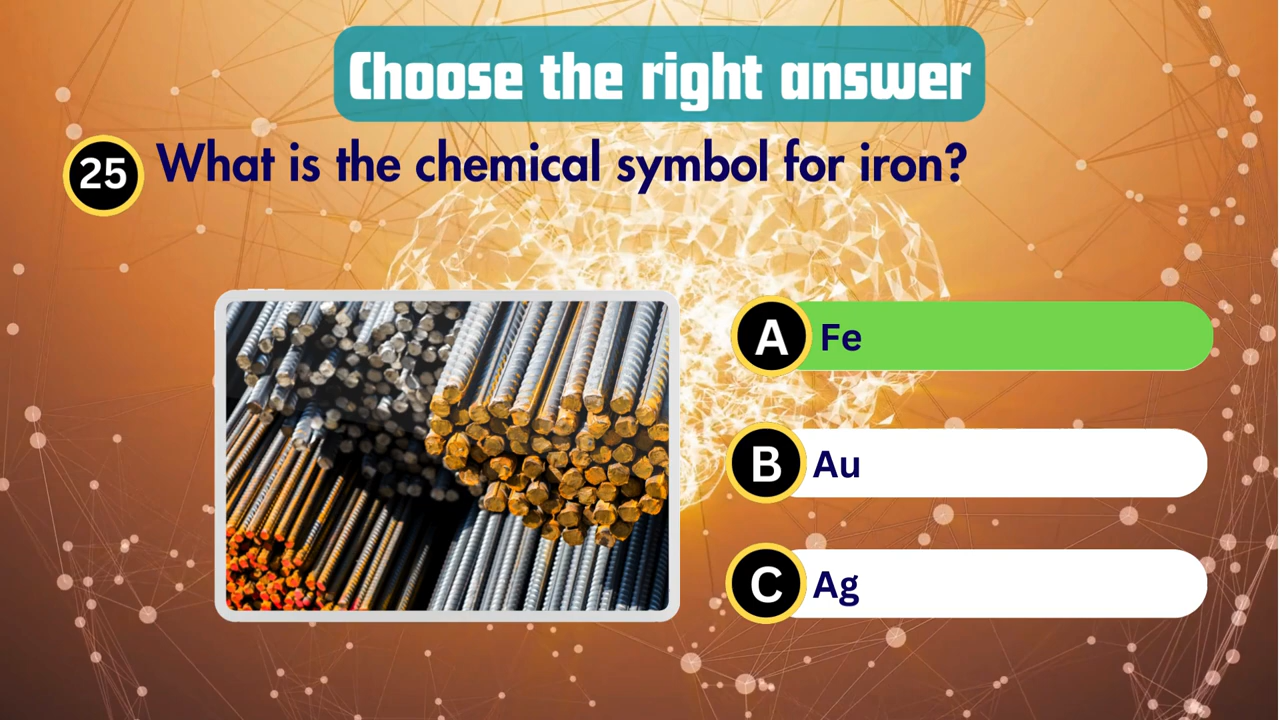 Choose the right answer
25 What is the chemical symbol for iron?
A Fe
B Au
C Ag